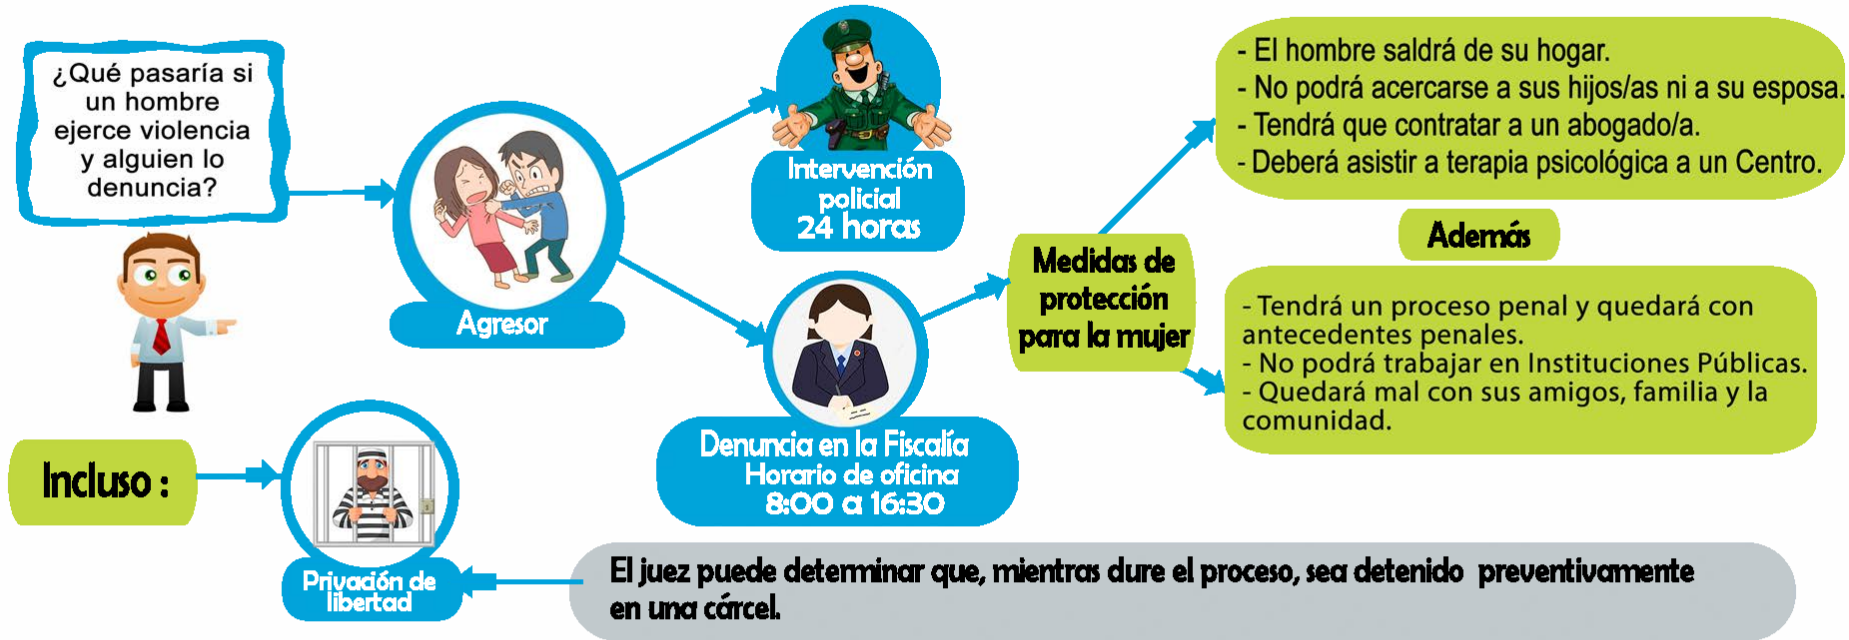 ¿Qué pasaría si
un hombre
ejerce violencia
y alguien lo
denuncia?
Agresor
Intervención
policial
24 horas
Denuncia en la Fiscalía
Horario de oficina
8:00 a 16:30
Medidas de
protección
para la mujer
- El hombre saldrá de su hogar.
- No podrá acercarse a sus hijos/as ni a su esposa.
- Tendrá que contratar a un abogado/a.
- Deberá asistir a terapia psicológica a un Centro.
Además
- Tendrá un proceso penal y quedará con
antecedentes penales.
- No podrá trabajar en Instituciones Públicas.
- Quedará mal con sus amigos, familia y la
comunidad.
Incluso :
Privación de
libertad
El juez puede determinar que, mientras dure el proceso, sea detenido preventivamente
en una cárcel.